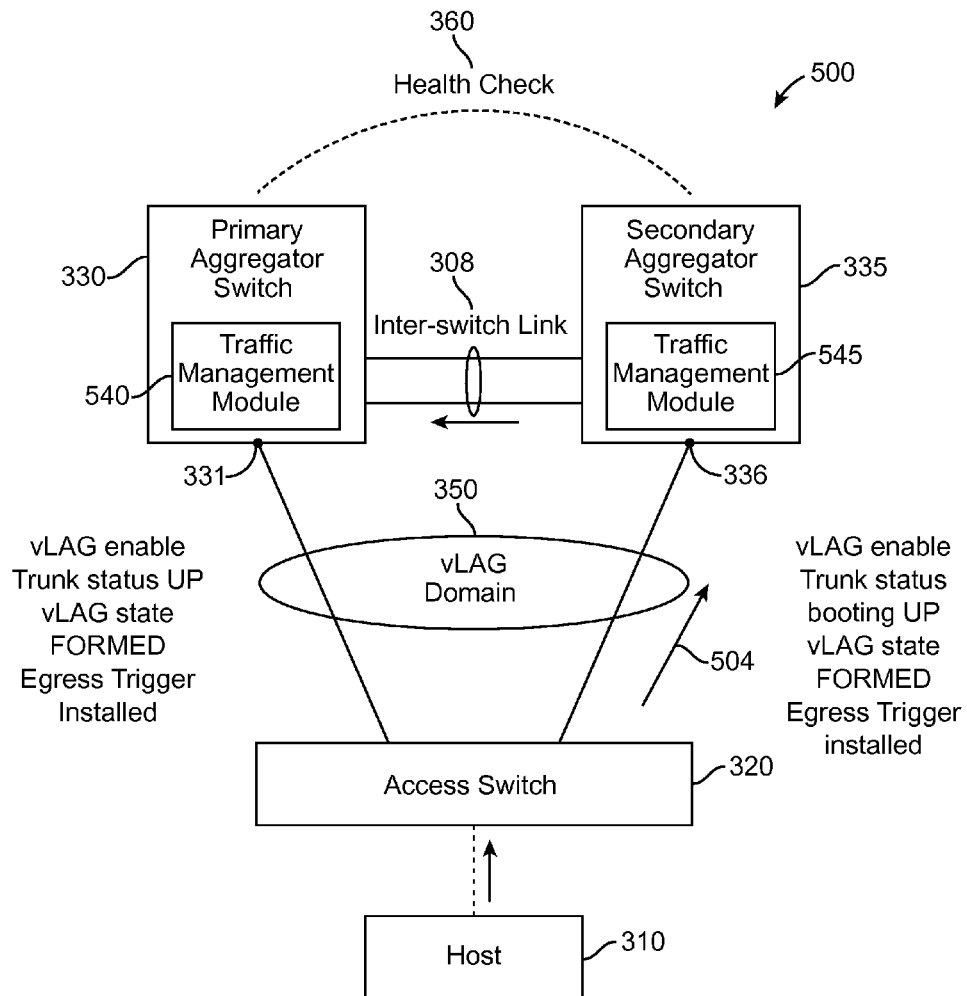 360
Health Check
500
Primary
Aggregator
Switch
330
Traffic
Management
Module
540
308
Inter-switch Link
Secondary
Aggregator
Switch
335
Traffic
Management
Module
545
331
336
350
vLAG
Domain
vLAG enable
Trunk status UP
vLAG state
FORMED
Egress Trigger
Installed
vLAG enable
Trunk status
booting UP
vLAG state
FORMED
Egress Trigger
installed
504
Access Switch
320
Host
310